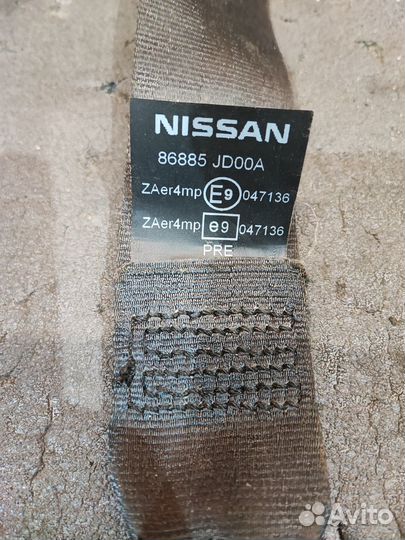 NISSAN
86885 JD00A
ZAer4mp E9 047136
ZAer4mp e9 047136
PRE
Avito